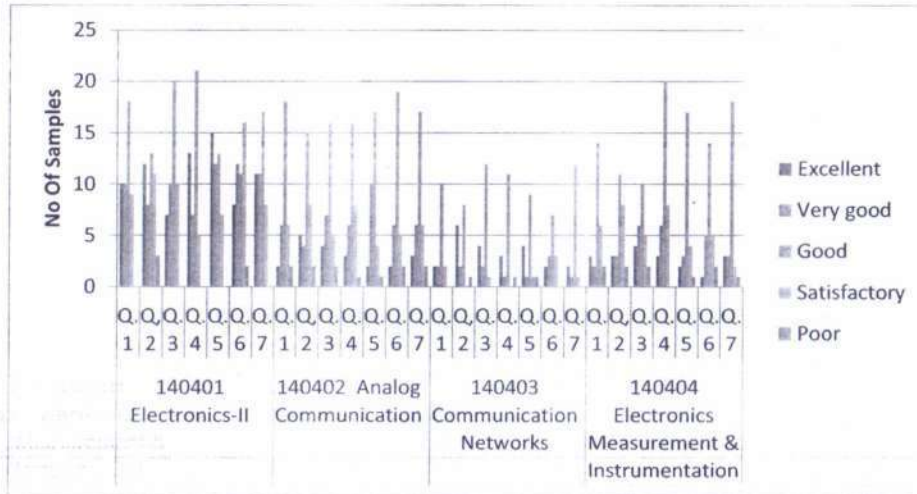 25
20
15
10
5
0
No Of Samples
Q. Q, Q. Q. Q. Q. Q. Q. Q, Q. Q. Q. Q. Q. Q. Q, Q. Q. Q. Q. Q. Q. Q, Q. Q. Q. Q. Q.
1 2 3 4 5 6 7 1 2 3 4 5 6 7 1 2 3 4 5 6 7 1 2 3 4 5 6 7
140401 140402 Analog 140403 140404
Electronics-II Communication Communication Electronics
Networks Measurement &
Instrumentation
Excellent
Very good
Good
Satisfactory
Poor